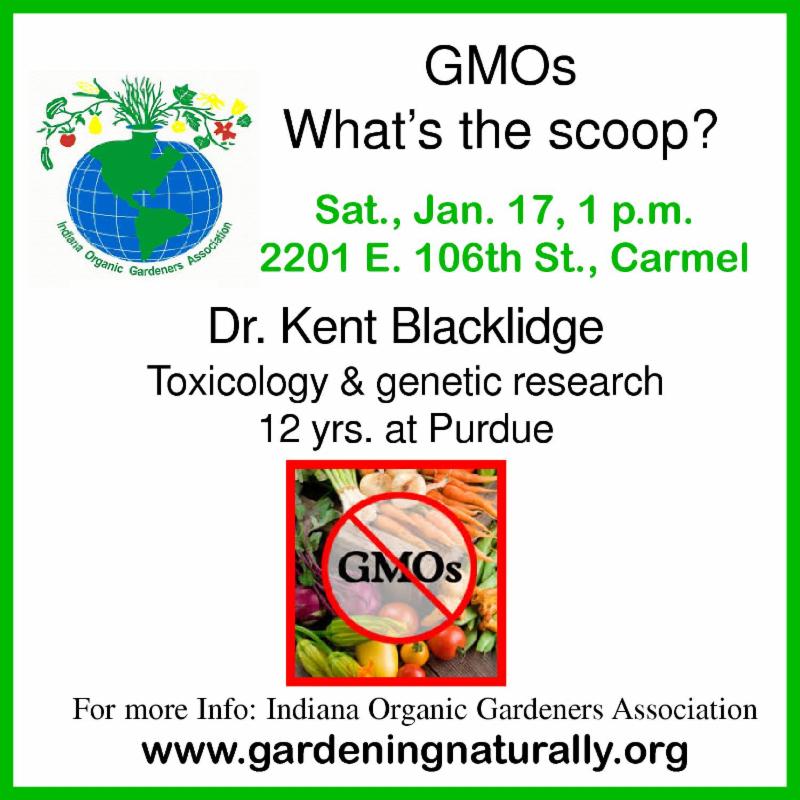 GMOs
What's the scoop?
Indiana Organic Gardeners Association
Sat., Jan. 17, 1 p.m.
2201 E. 106th St., Carmel
Dr. Kent Blacklidge
Toxicology & genetic research
12 yrs. at Purdue
GMOs
For more Info: Indiana Organic Gardeners Association
www.gardeningnaturally.org